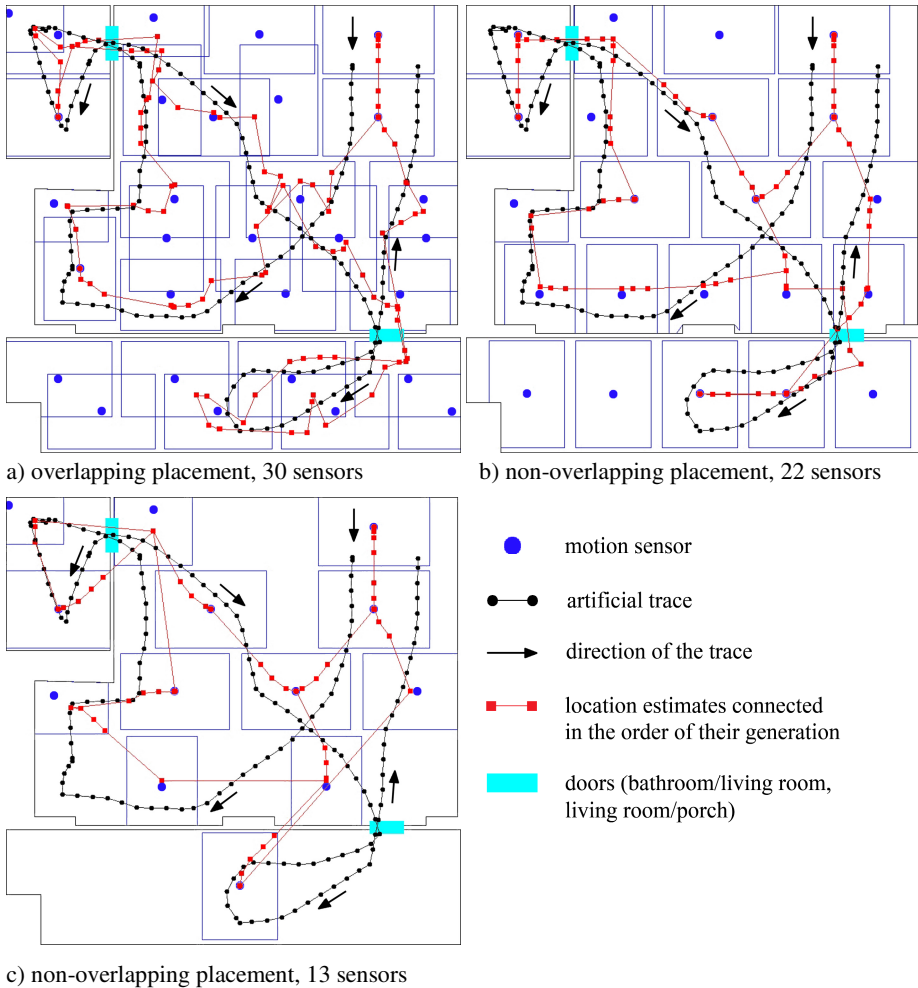 a) overlapping placement, 30 sensors
b) non-overlapping placement, 22 sensors
motion sensor
artificial trace
direction of the trace
location estimates connected
in the order of their generation
doors (bathroom/living room,
living room/porch)
c) non-overlapping placement, 13 sensors